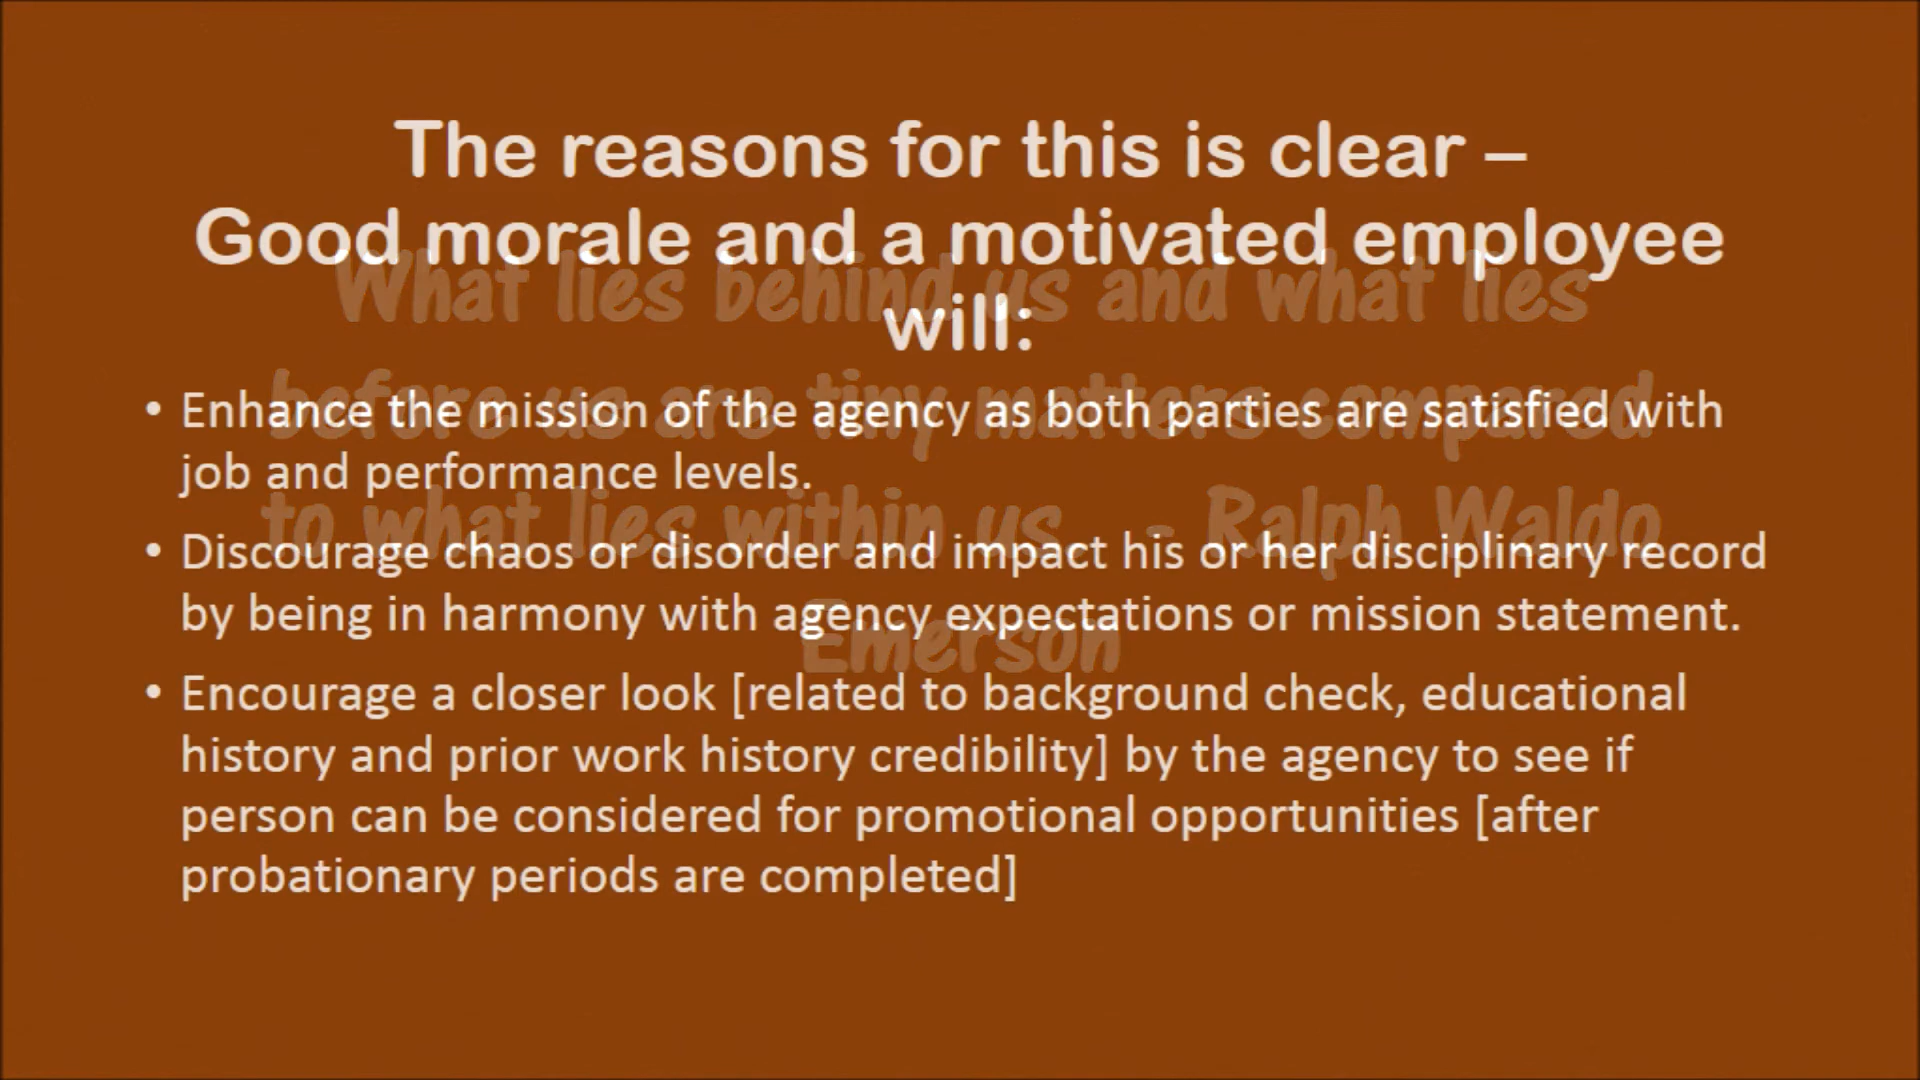 The reasons for this is clear –
Good morale and a motivated employee
will:
• Enhance the mission of the agency as both parties are satisfied with
job and performance levels.
• Discourage chaos or disorder and impact his or her disciplinary record
by being in harmony with agency expectations or mission statement.
• Encourage a closer look [related to background check, educational
history and prior work history credibility] by the agency to see if
person can be considered for promotional opportunities [after
probationary periods are completed]
What lies behind us and what lies
before us are tiny matters compared
to what lies within us. - Ralph Waldo
Emerson